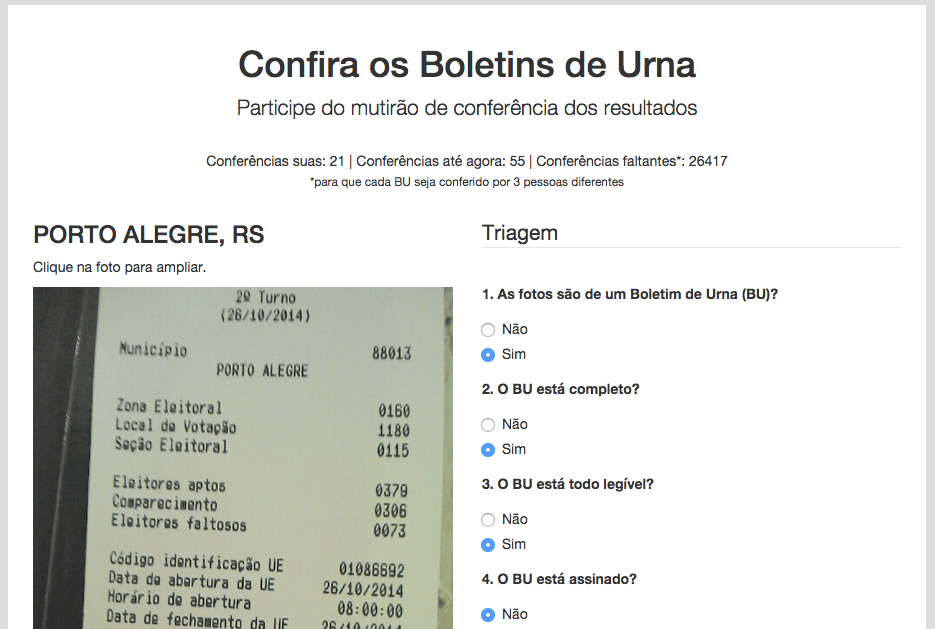 Confira os Boletins de Urna
Participe do mutirão de conferência dos resultados
Conferências suas: 21 | Conferências até agora: 55 | Conferências faltantes*: 26417
*para que cada BU seja conferido por 3 pessoas diferentes
PORTO ALEGRE, RS
Clique na foto para ampliar.
2º Turno
(26/10/2014)
Município 88013
PORTO ALEGRE
Zona Eleitoral 0160
Local de Votação 1180
Seção Eleitoral 0115
Eleitores aptos 0379
Comparecimento 0306
Eleitores faltosos 0073
Código identificação UE 01086692
Data de abertura da UE 26/10/2014
Horário de abertura 08:00:00
Data de fechamento da UE 26/10/2014
Triagem
1. As fotos são de um Boletim de Urna (BU)?
Não
Sim
2. O BU está completo?
Não
Sim
3. O BU está todo legível?
Não
Sim
4. O BU está assinado?
Não